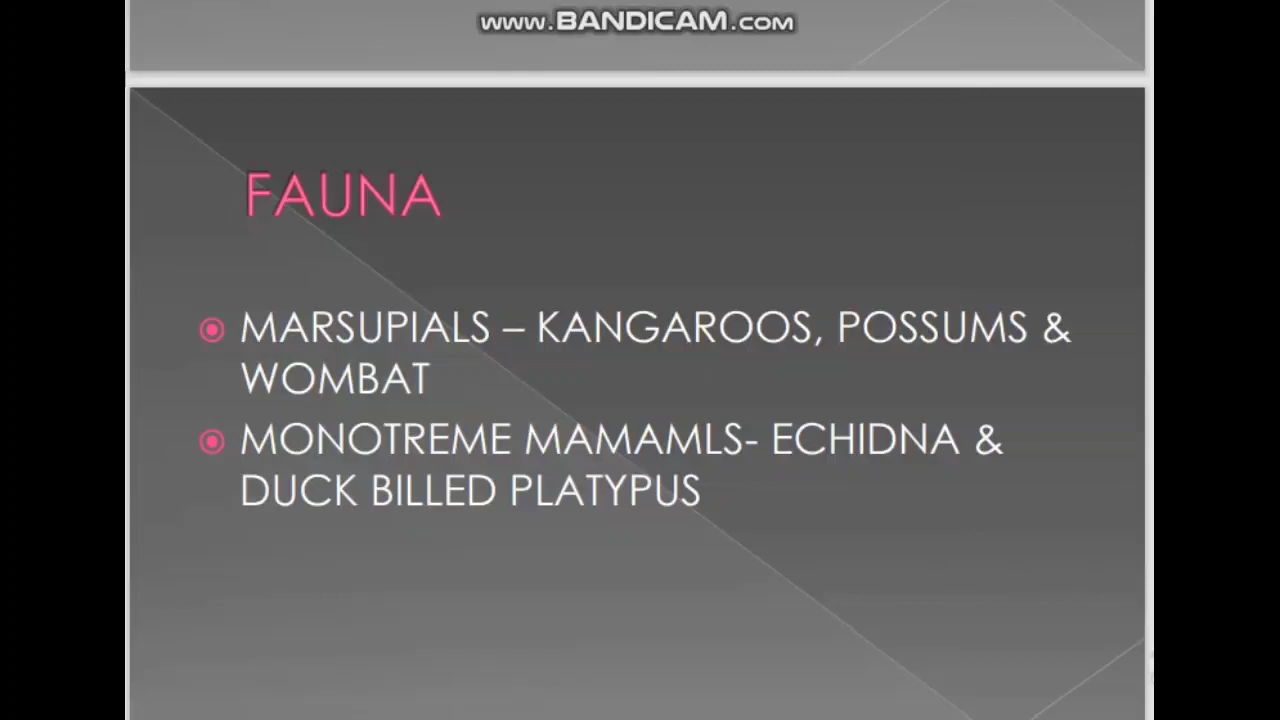 www.BANDICAM.com
FAUNA
MARSUPIALS – KANGAROOS, POSSUMS &
WOMBAT
MONOTREME MAMAMLS- ECHIDNA &
DUCK BILLED PLATYPUS